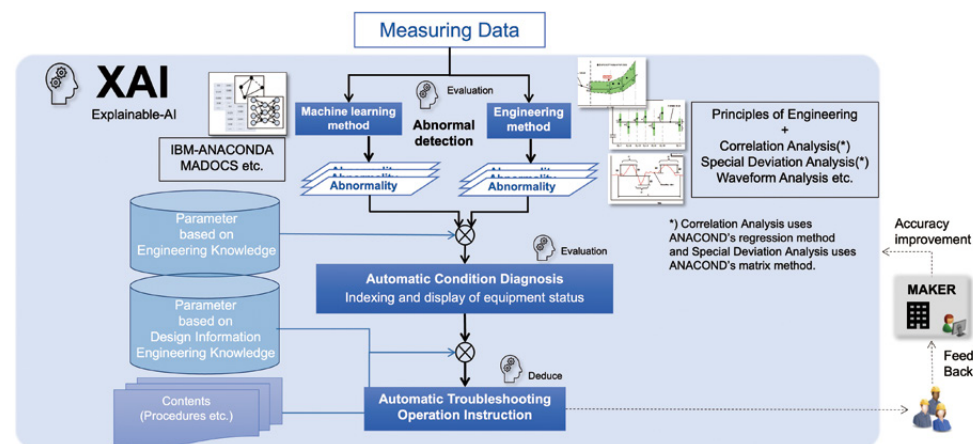 Measuring Data
XAI
Explainable-AI
IBM-ANACONDA
MADOCS etc.
Machine learning
method
Evaluation
Abnormal
detection
Engineering
method
Principles of Engineering
+
Correlation Analysis(*)
Special Deviation Analysis(*)
Waveform Analysis etc.
Abnormality
Abnormality
Parameter
based on
Engineering Knowledge
Evaluation
*) Correlation Analysis uses
ANACOND's regression method
and Special Deviation Analysis uses
ANACOND's matrix method.
Accuracy
improvement
Automatic Condition Diagnosis
Indexing and display of equipment status
MAKER
Parameter
based on
Design Information
Engineering Knowledge
Deduce
Feed
Back
Contents
(Procedures etc.)
Automatic Troubleshooting
Operation Instruction